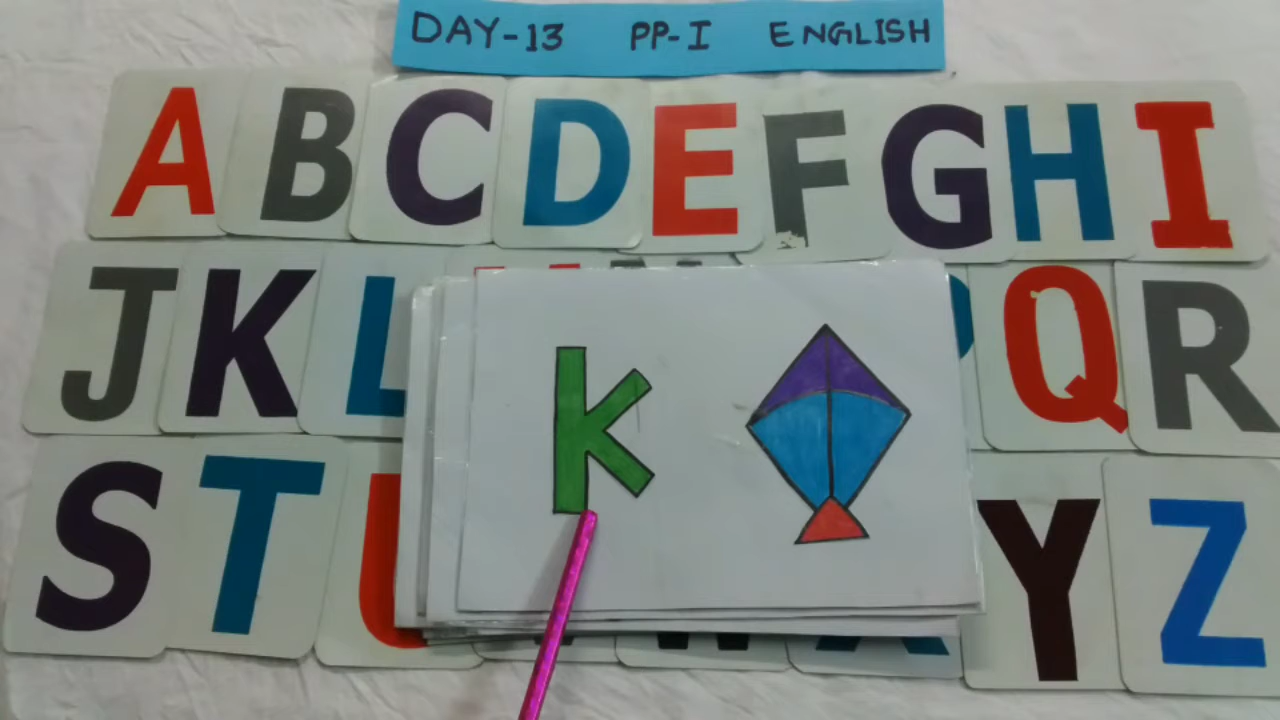 DAY-13 PP-I ENGLISH
A B C D E F G H I
J K L Q R
K
S T U Y Z